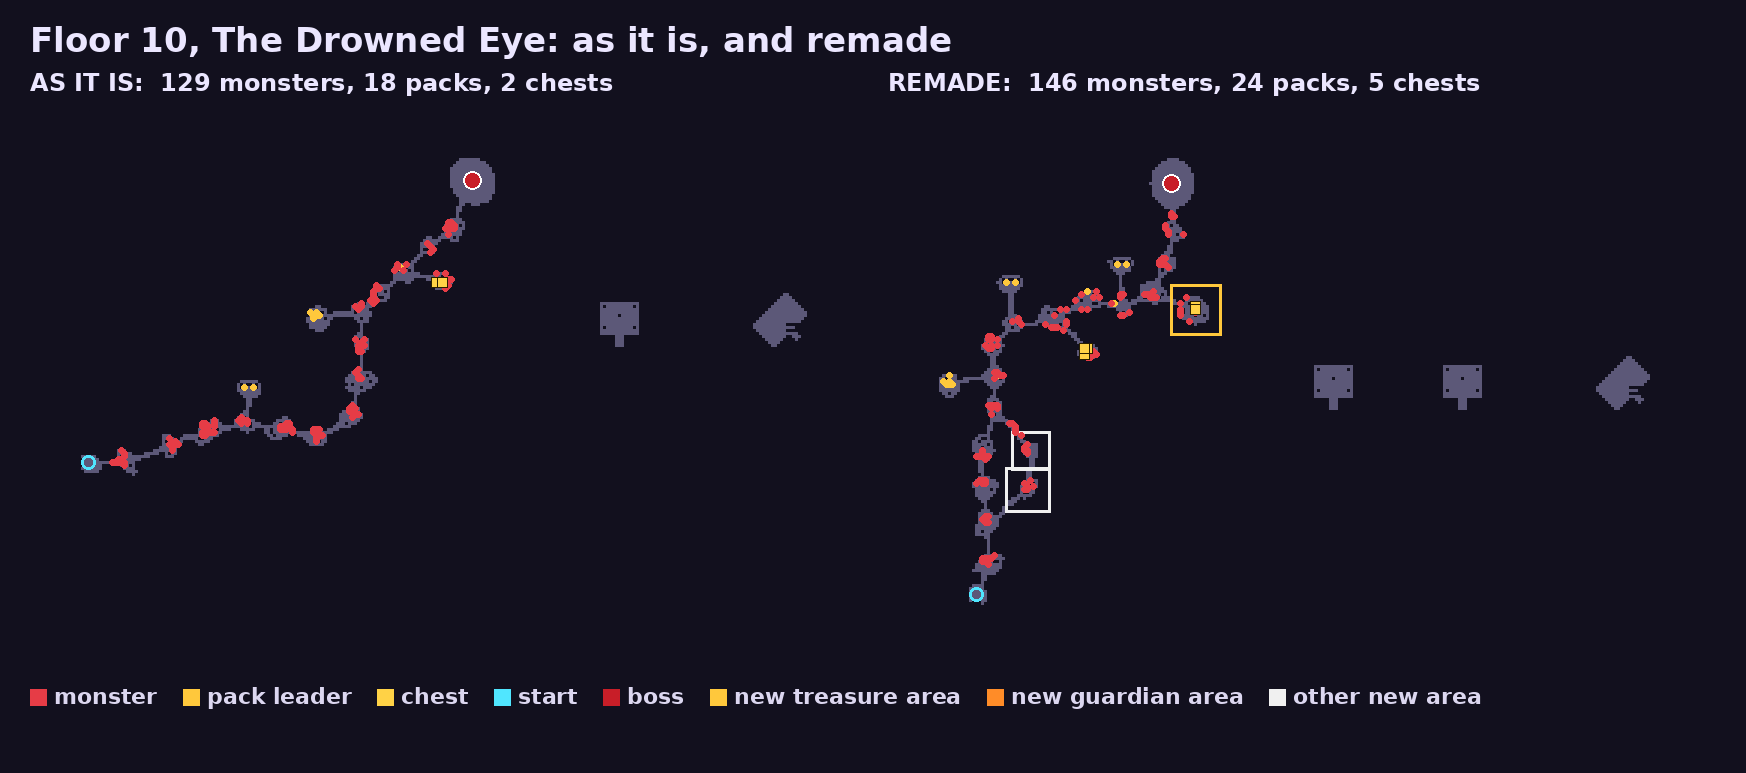 Floor 10, The Drowned Eye: as it is, and remade
AS IT IS:  129 monsters, 18 packs, 2 chests
REMADE:  146 monsters, 24 packs, 5 chests
monster
pack leader
chest
start
boss
new treasure area
new guardian area
other new area